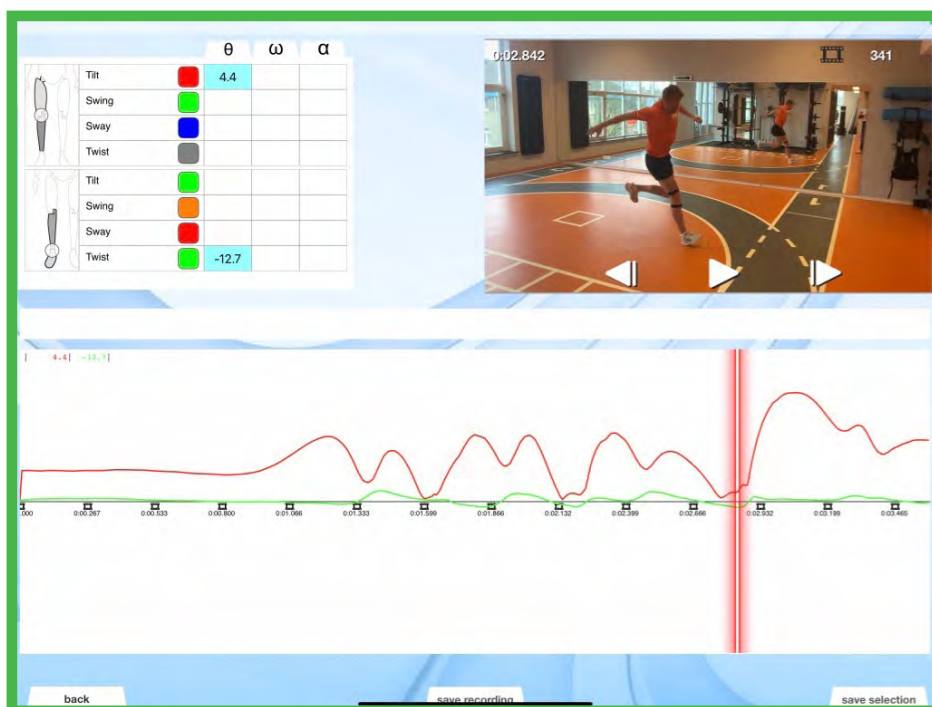 θ ω α
Tilt 4.4
Swing
Sway
Twist
Tilt
Swing
Sway
Twist -12.7
0:02.842 341
| 4.4| -12.7|
.000 0:00.267 0:00.533 0:00.800 0:01.066 0:01.333 0:01.599 0:01.866 0:02.132 0:02.399 0:02.666 0:02.932 0:03.199 0:03.465
back save recording save selection